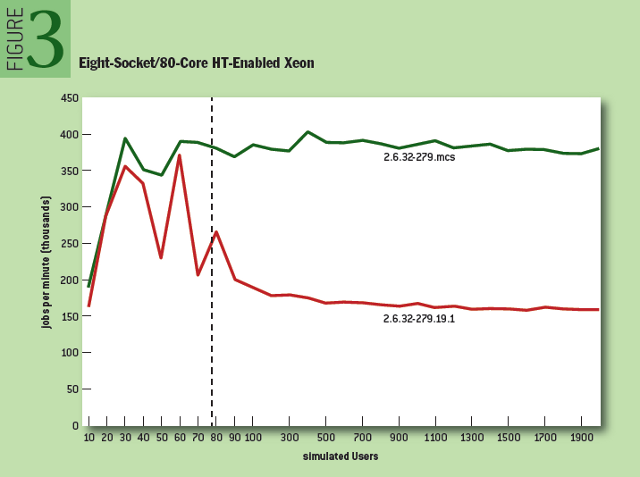 FIGURE 3
Eight-Socket/80-Core HT-Enabled Xeon
450
400
350
300
250
200
150
100
50
0
jobs per minute (thousands)
2.6.32-279.mcs
2.6.32-279.19.1
10 20 30 40 50 60 70 80 90 100 300 500 700 900 1100 1300 1500 1700 1900
simulated Users